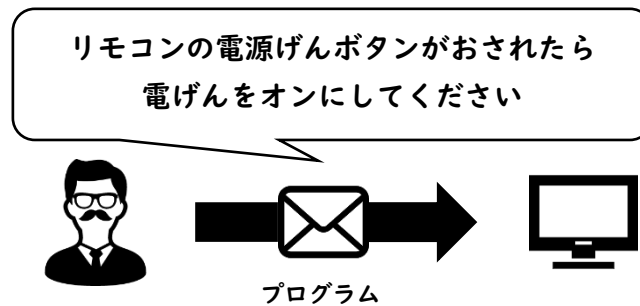 リモコンの電源げんボタンがおされたら
電げんをオンにしてください
プログラム